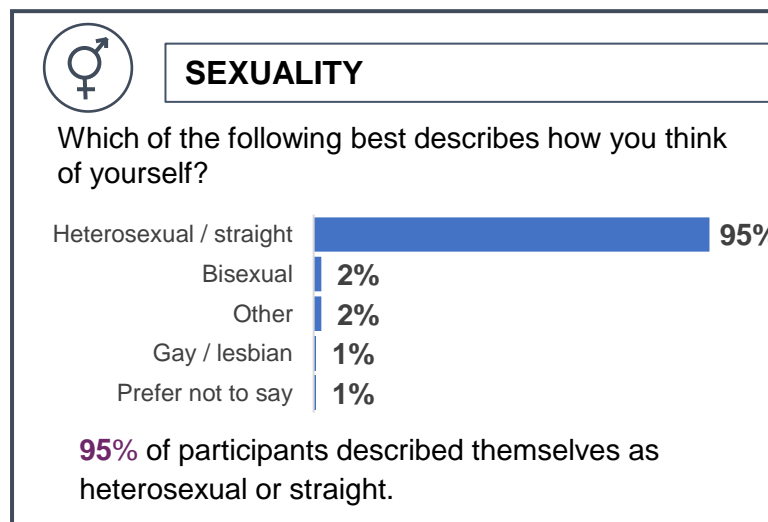 SEXUALITY
Which of the following best describes how you think
of yourself?
Heterosexual / straight 95%
Bisexual 2%
Other 2%
Gay / lesbian 1%
Prefer not to say 1%
95% of participants described themselves as
heterosexual or straight.